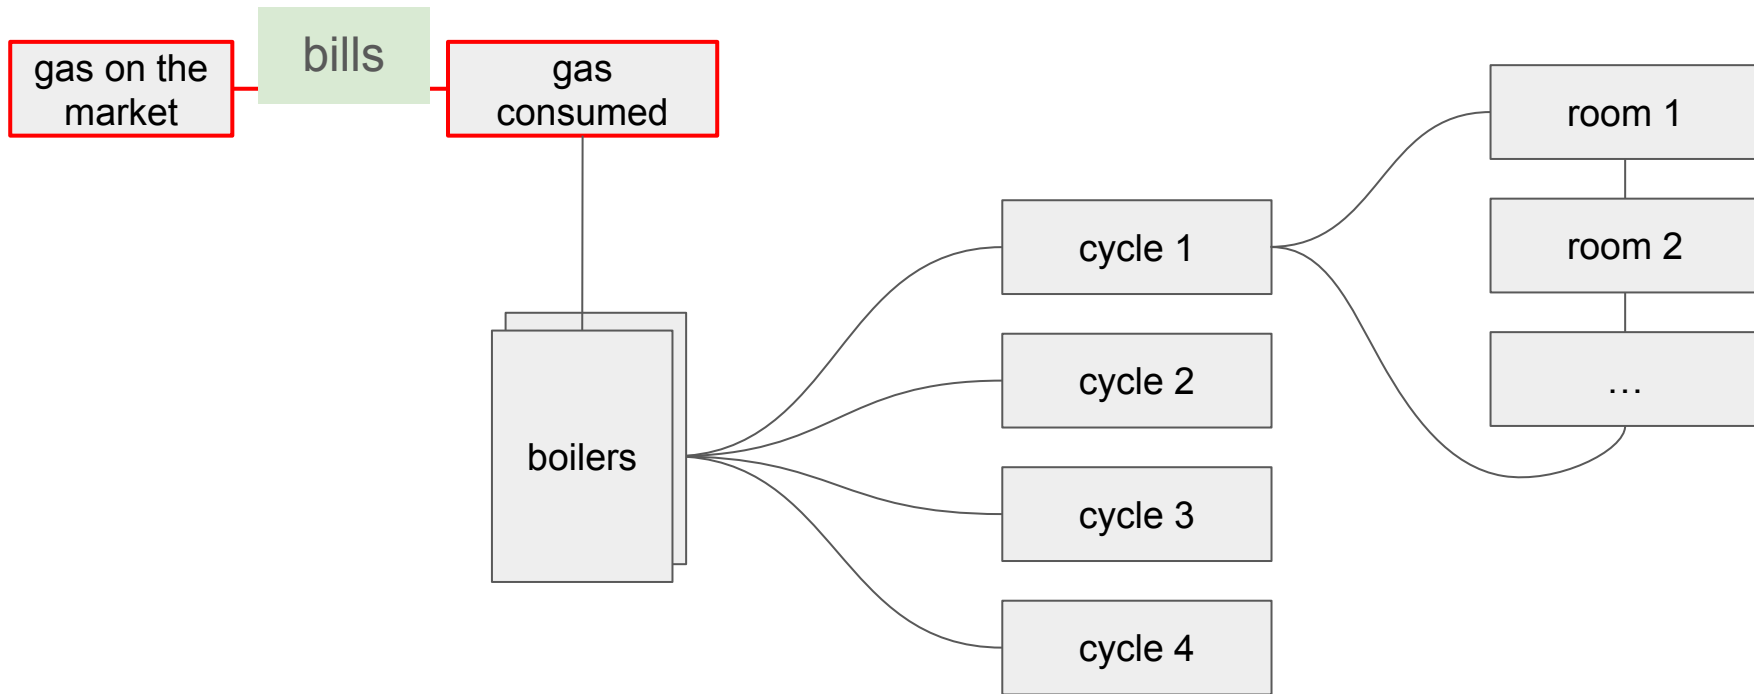 gas on the
market
bills
gas
consumed
boilers
cycle 1
cycle 2
cycle 3
cycle 4
room 1
room 2
…